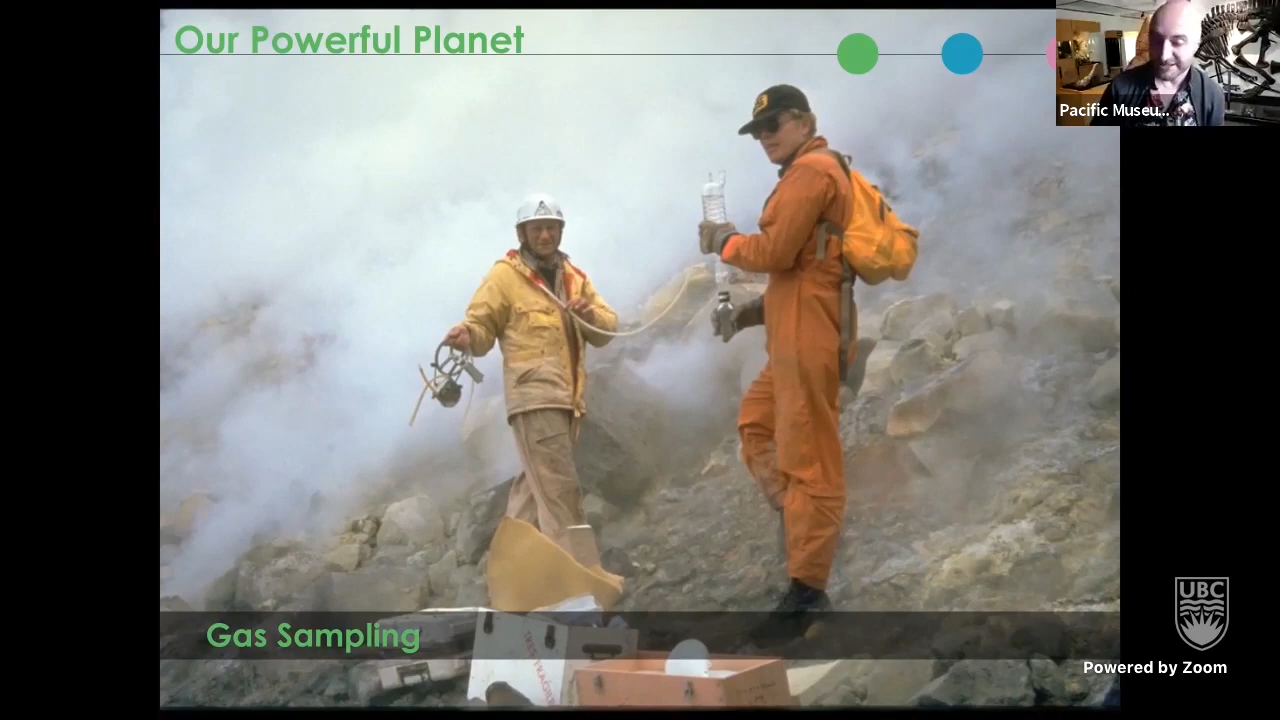 Our Powerful Planet
Pacific Museu...
Gas Sampling
UBC
Powered by Zoom